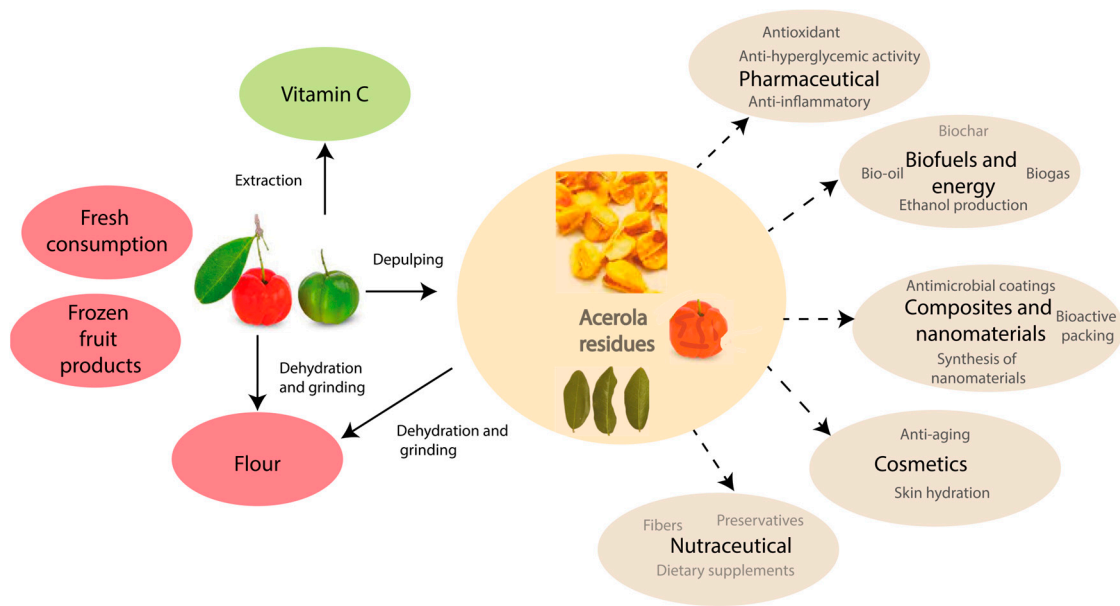 Vitamin C
Extraction
Fresh
consumption
Frozen
fruit
products
Depulping
Dehydration
and grinding
Flour
Dehydration and
grinding
Acerola
residues
Antioxidant
Anti-hyperglycemic activity
Pharmaceutical
Anti-inflammatory
Biochar
Biofuels and
energy
Bio-oil
Biogas
Ethanol production
Antimicrobial coatings
Composites and
nanomaterials
Bioactive
packing
Synthesis of
nanomaterials
Anti-aging
Cosmetics
Skin hydration
Fibers
Preservatives
Nutraceutical
Dietary supplements